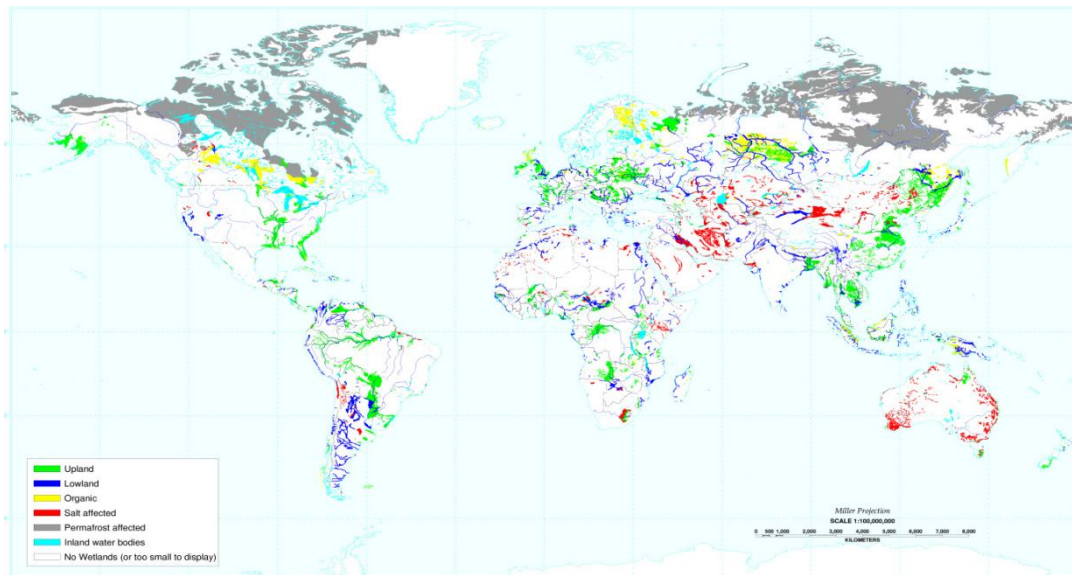 Upland
Lowland
Organic
Salt affected
Permafrost affected
Inland water bodies
No Wetlands (or too small to display)
Miller Projection
SCALE 1:100,000,000
0 500 1,000 2,000 3,000 4,000 5,000 6,000 7,000 8,000
KILOMETERS